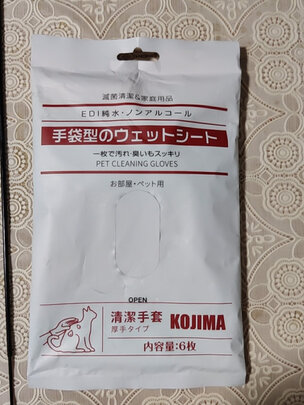 滅菌清潔&家庭用品
EDI純水・ノンアルコール
手袋型のウェットシート
一枚で汚れ・臭いもスッキリ
PET CLEANING GLOVES
お部屋・ペット用
OPEN
清潔手套
厚手タイプ
KOJIMA
内容量:6枚